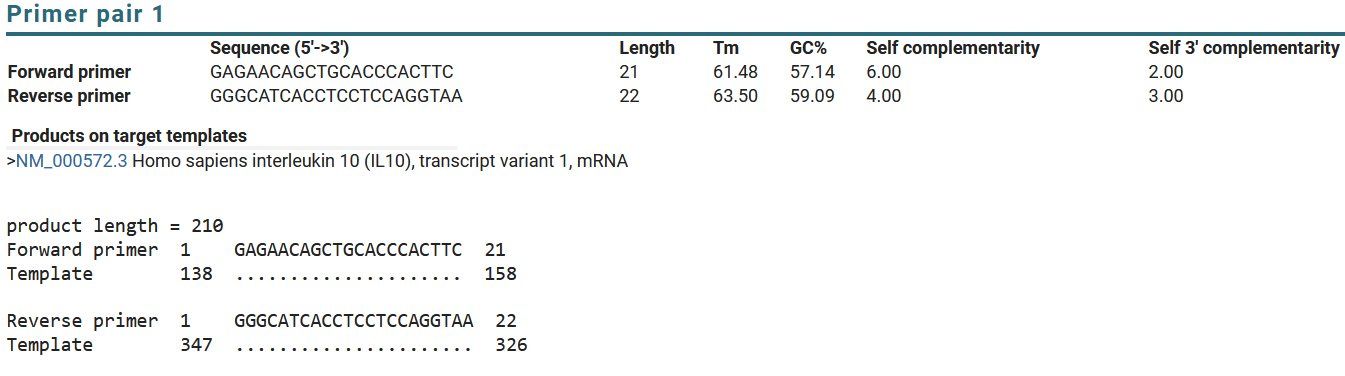 Primer pair 1
Sequence (5'->3') Length Tm GC% Self complementarity Self 3' complementarity
Forward primer GAGAACAGCTGCACCCACTTC 21 61.48 57.14 6.00 2.00
Reverse primer GGGCATCACCTCCTCCAGGTAA 22 63.50 59.09 4.00 3.00
Products on target templates
>NM_000572.3 Homo sapiens interleukin 10 (IL10), transcript variant 1, mRNA
product length = 210
Forward primer 1 GAGAACAGCTGCACCCACTTC 21
Template 138 ..................... 158
Reverse primer 1 GGGCATCACCTCCTCCAGGTAA 22
Template 347 ...................... 326